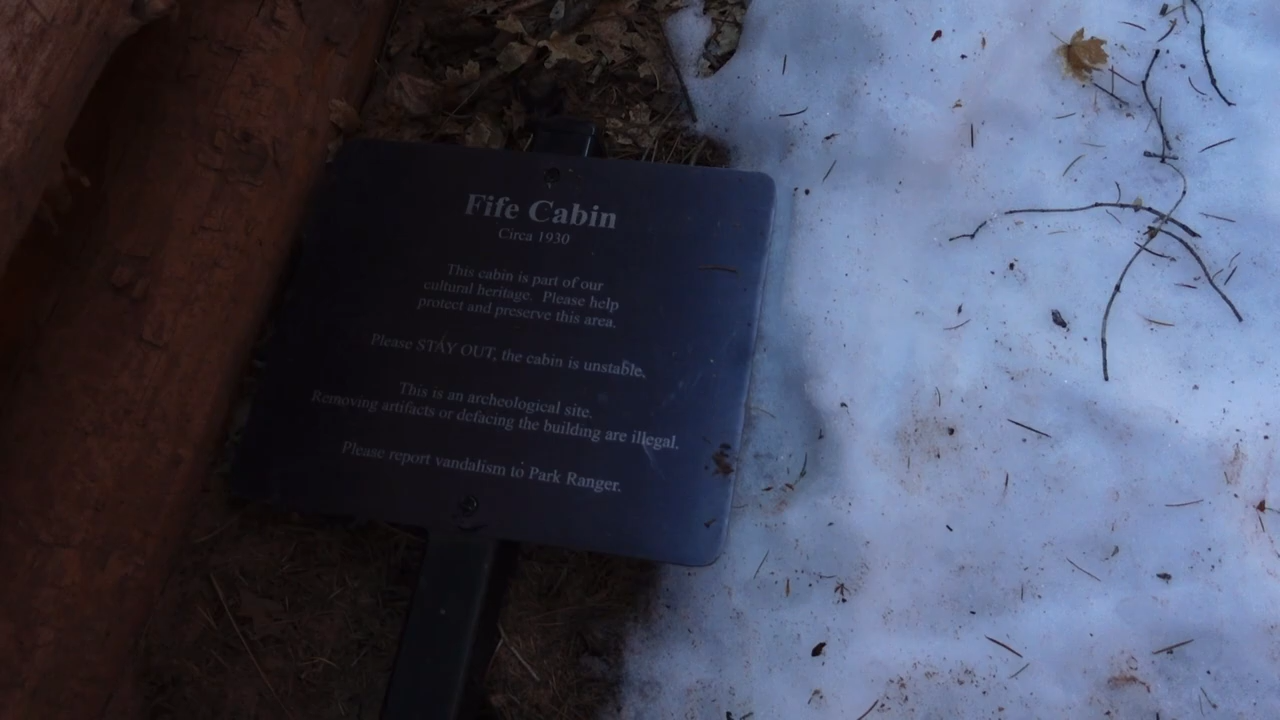 Fife Cabin
Circa 1930
This cabin is part of our
cultural heritage. Please help
protect and preserve this area.
Please STAY OUT, the cabin is unstable.
This is an archeological site.
Removing artifacts or defacing the building are illegal.
Please report vandalism to Park Ranger.